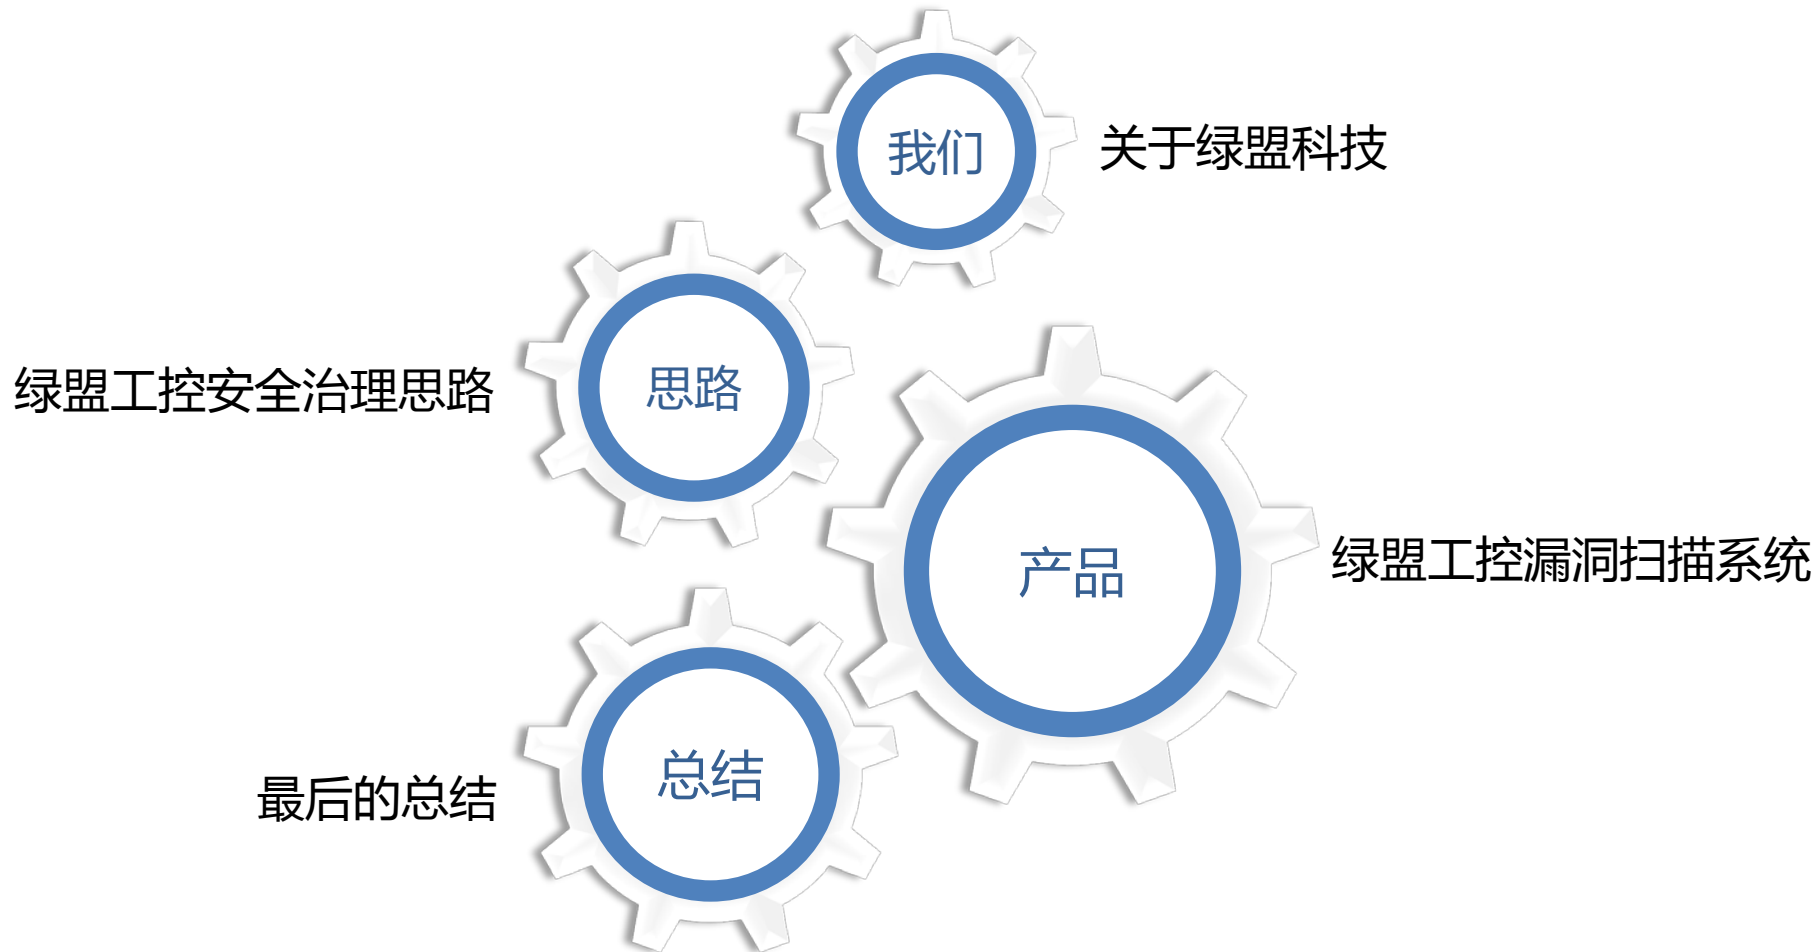 我们
关于绿盟科技
绿盟工控安全治理思路
思路
产品
绿盟工控漏洞扫描系统
总结
最后的总结